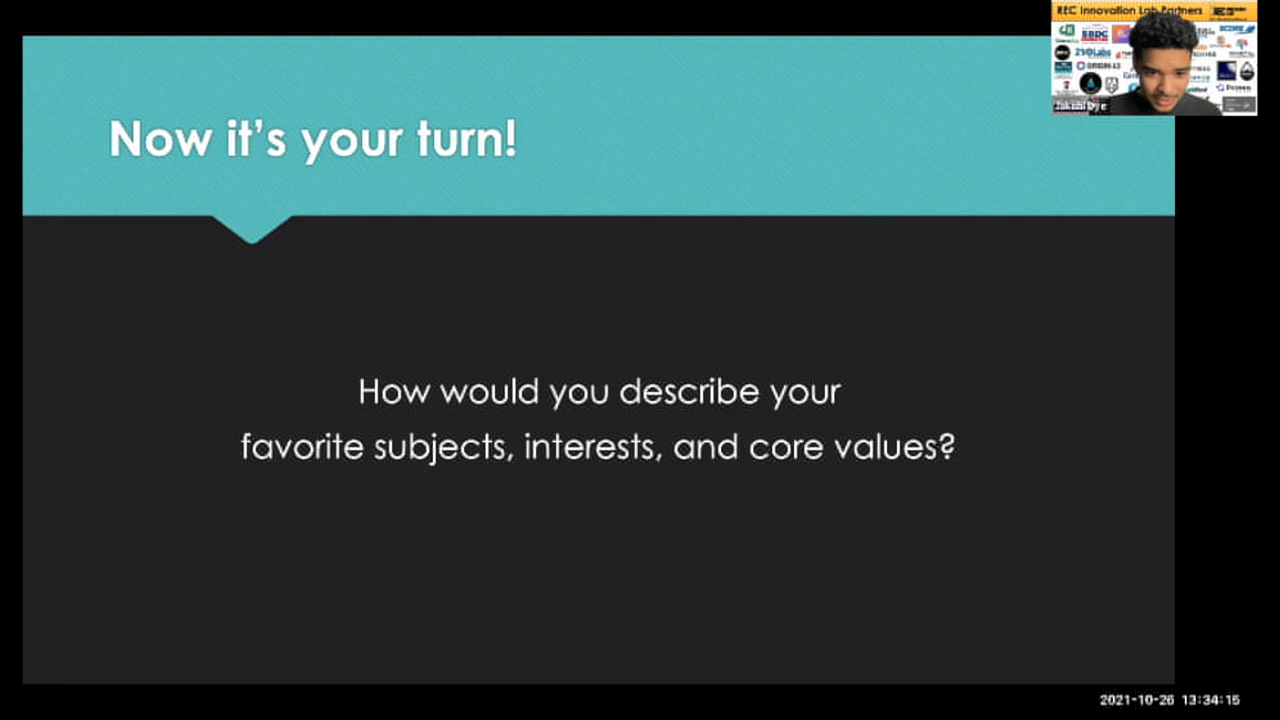 REC Innovation Lab Partners
Now it's your turn!
How would you describe your
favorite subjects, interests, and core values?
2021-10-26 13:34:15